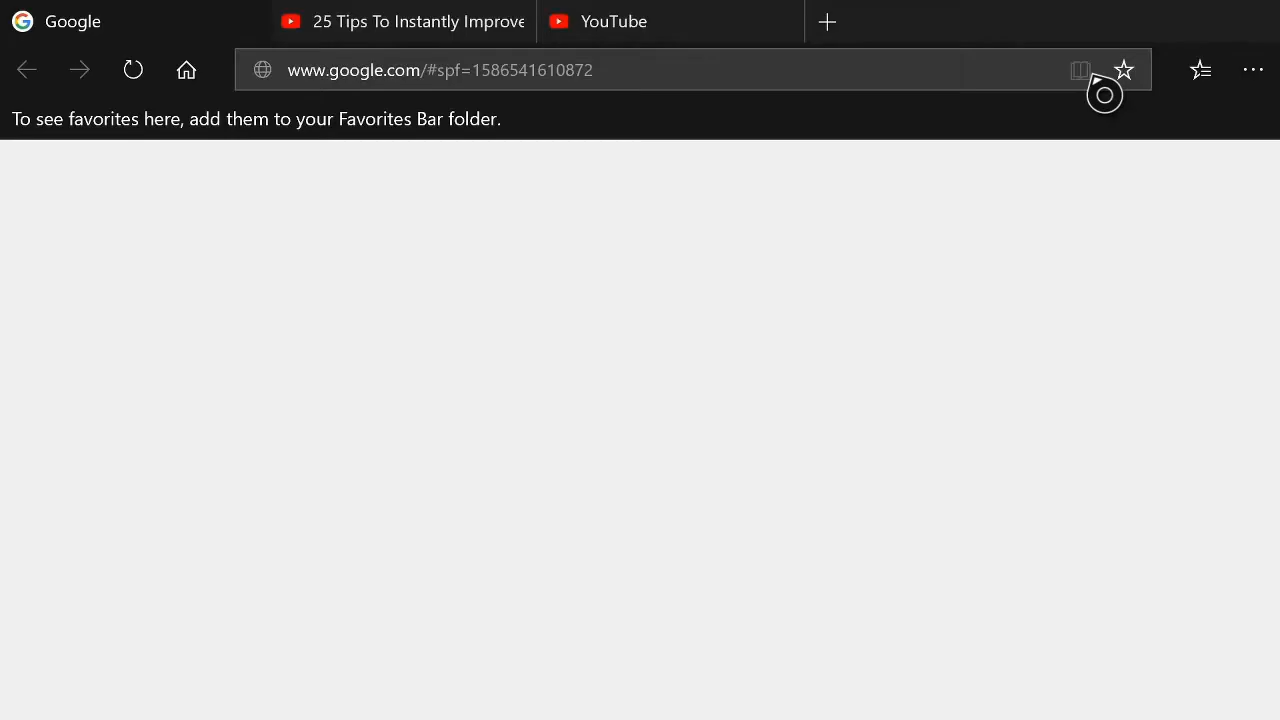 Google
25 Tips To Instantly Improve
YouTube
www.google.com/#spf=1586541610872
To see favorites here, add them to your Favorites Bar folder.